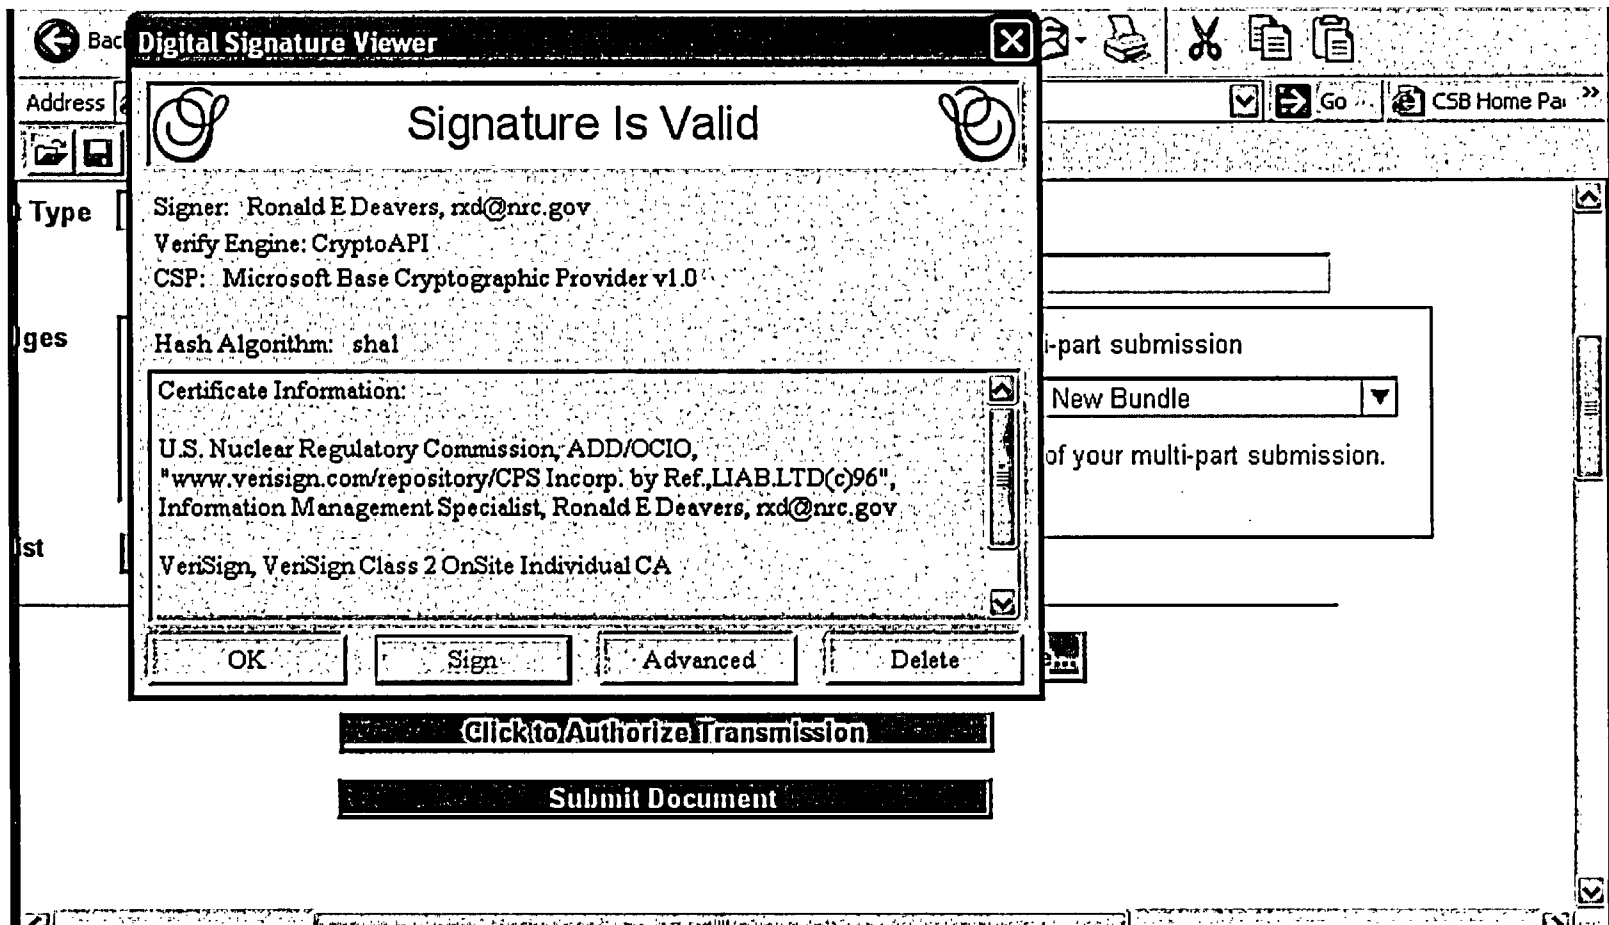 Digital Signature Viewer
Address
Go
CSB Home
Signature Is Valid
Type
Signer: Ronald E Deavers, rxd@nrc.gov
Verify Engine: CryptoAPI
CSP: Microsoft Base Cryptographic Provider v1.0
ges
Hash Algorithm: sha1
i-part submission
Certificate Information:
New Bundle
U.S. Nuclear Regulatory Commission, ADD/OCIO,
"www.verisign.com/repository/CPS Incorp. by Ref.,LIAB.LTD(c)96",
of your multi-part submission.
Information Management Specialist, Ronald E Deavers, rxd@nrc.gov
ist
VeriSign, VeriSign Class 2 OnSite Individual CA
OK
Sign
Advanced
Delete
e...
Click to Authorize Transmission
Submit Document